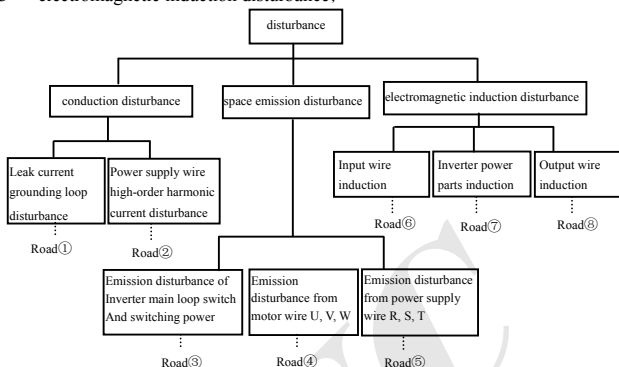 electromagnetic induction disturbance;
disturbance
conduction disturbance
space emission disturbance
electromagnetic induction disturbance
Leak current
grounding loop
disturbance
Power supply wire
high-order harmonic
current disturbance
Input wire
induction
Inverter power
parts induction
Output wire
induction
Road①
Road②
Road⑥
Road⑦
Road⑧
Emission disturbance of
Inverter main loop switch
And switching power
Emission
disturbance from
motor wire U, V, W
Emission disturbance
from power supply
wire R, S, T
Road③
Road④
Road⑤